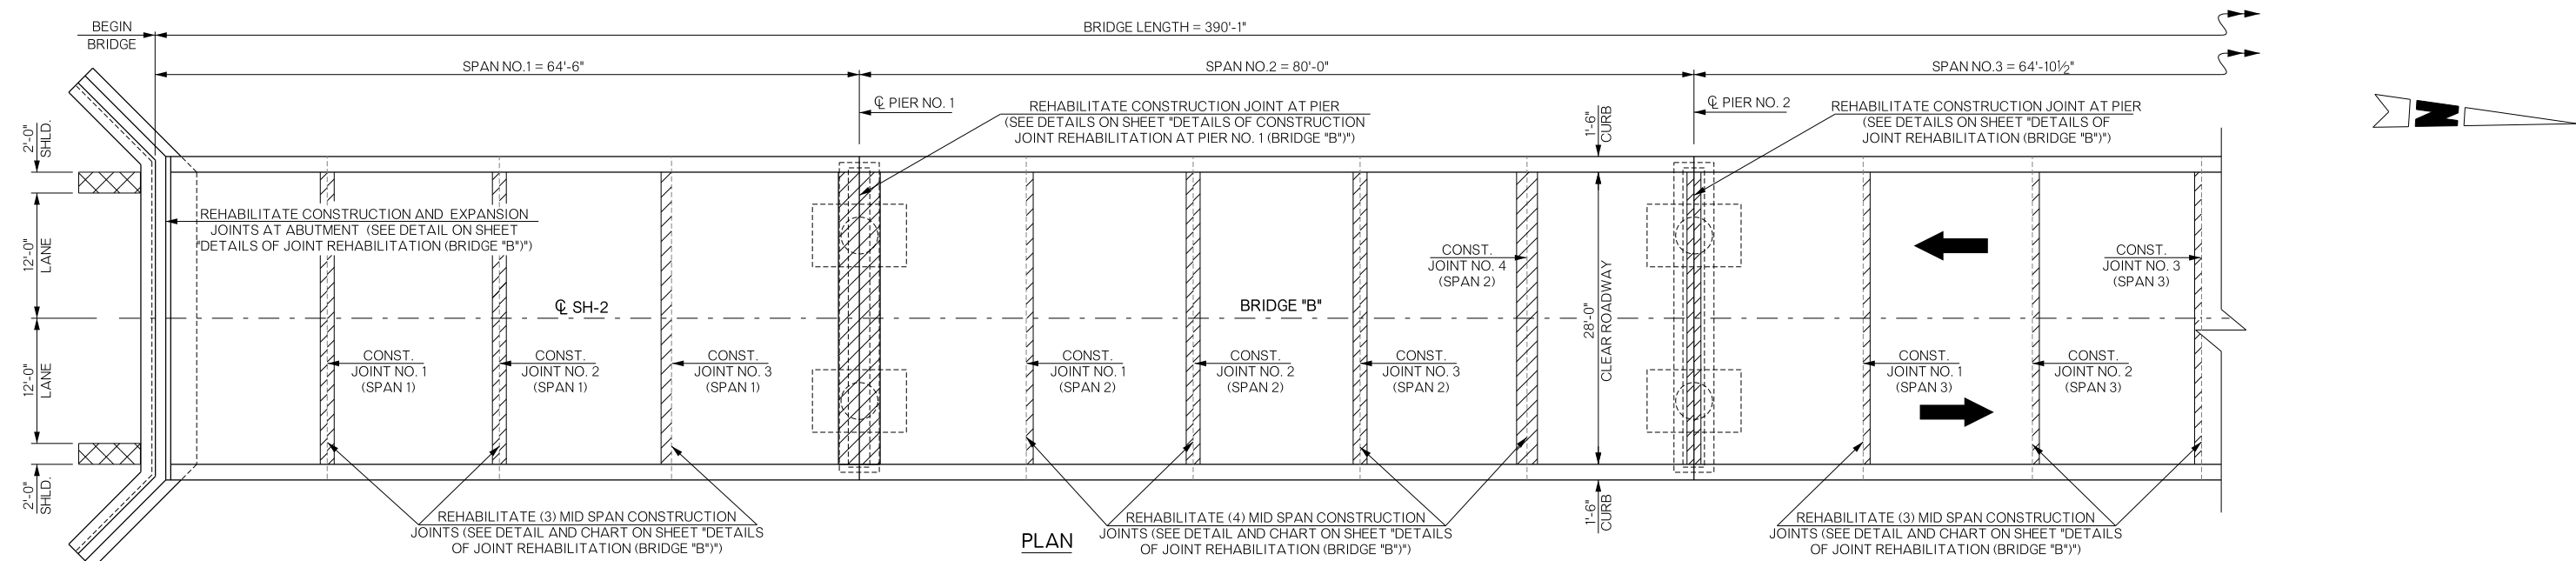 BEGIN
BRIDGE
BRIDGE LENGTH = 390'-1"
SPAN NO.1 = 64'-6"
SPAN NO.2 = 80'-0"
SPAN NO.3 = 64'-10½"
℄ PIER NO. 1
REHABILITATE CONSTRUCTION JOINT AT PIER
(SEE DETAILS ON SHEET "DETAILS OF CONSTRUCTION
JOINT REHABILITATION AT PIER NO. 1 (BRIDGE "B")")
1'-6"
CURB
℄ PIER NO. 2
REHABILITATE CONSTRUCTION JOINT AT PIER
(SEE DETAILS ON SHEET "DETAILS OF
JOINT REHABILITATION (BRIDGE "B")")
N
2'-0"
SHLD.
12'-0"
LANE
12'-0"
LANE
2'-0"
SHLD.
REHABILITATE CONSTRUCTION AND EXPANSION
JOINTS AT ABUTMENT (SEE DETAIL ON SHEET
"DETAILS OF JOINT REHABILITATION (BRIDGE "B")")
℄ SH-2
BRIDGE "B"
CONST.
JOINT NO. 4
(SPAN 2)
28'-0"
CLEAR ROADWAY
CONST.
JOINT NO. 3
(SPAN 3)
CONST.
JOINT NO. 1
(SPAN 1)
CONST.
JOINT NO. 2
(SPAN 1)
CONST.
JOINT NO. 3
(SPAN 1)
CONST.
JOINT NO. 1
(SPAN 2)
CONST.
JOINT NO. 2
(SPAN 2)
CONST.
JOINT NO. 3
(SPAN 2)
CONST.
JOINT NO. 1
(SPAN 3)
CONST.
JOINT NO. 2
(SPAN 3)
REHABILITATE (3) MID SPAN CONSTRUCTION
JOINTS (SEE DETAIL AND CHART ON SHEET "DETAILS
OF JOINT REHABILITATION (BRIDGE "B")")
PLAN
REHABILITATE (4) MID SPAN CONSTRUCTION
JOINTS (SEE DETAIL AND CHART ON SHEET "DETAILS
OF JOINT REHABILITATION (BRIDGE "B")")
1'-6"
CURB
REHABILITATE (3) MID SPAN CONSTRUCTION
JOINTS (SEE DETAIL AND CHART ON SHEET "DETAILS
OF JOINT REHABILITATION (BRIDGE "B")")